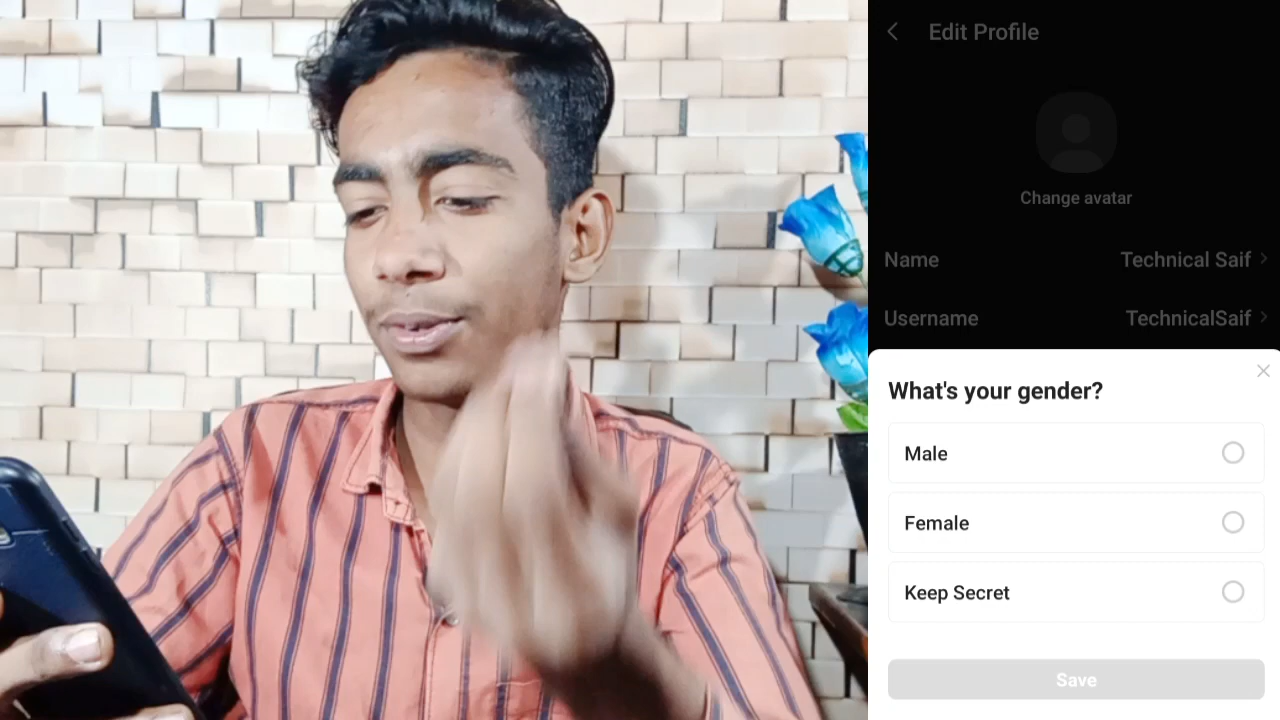 Edit Profile
Change avatar
Name Technical Saif
Username TechnicalSaif
What's your gender?
Male
Female
Keep Secret
Save